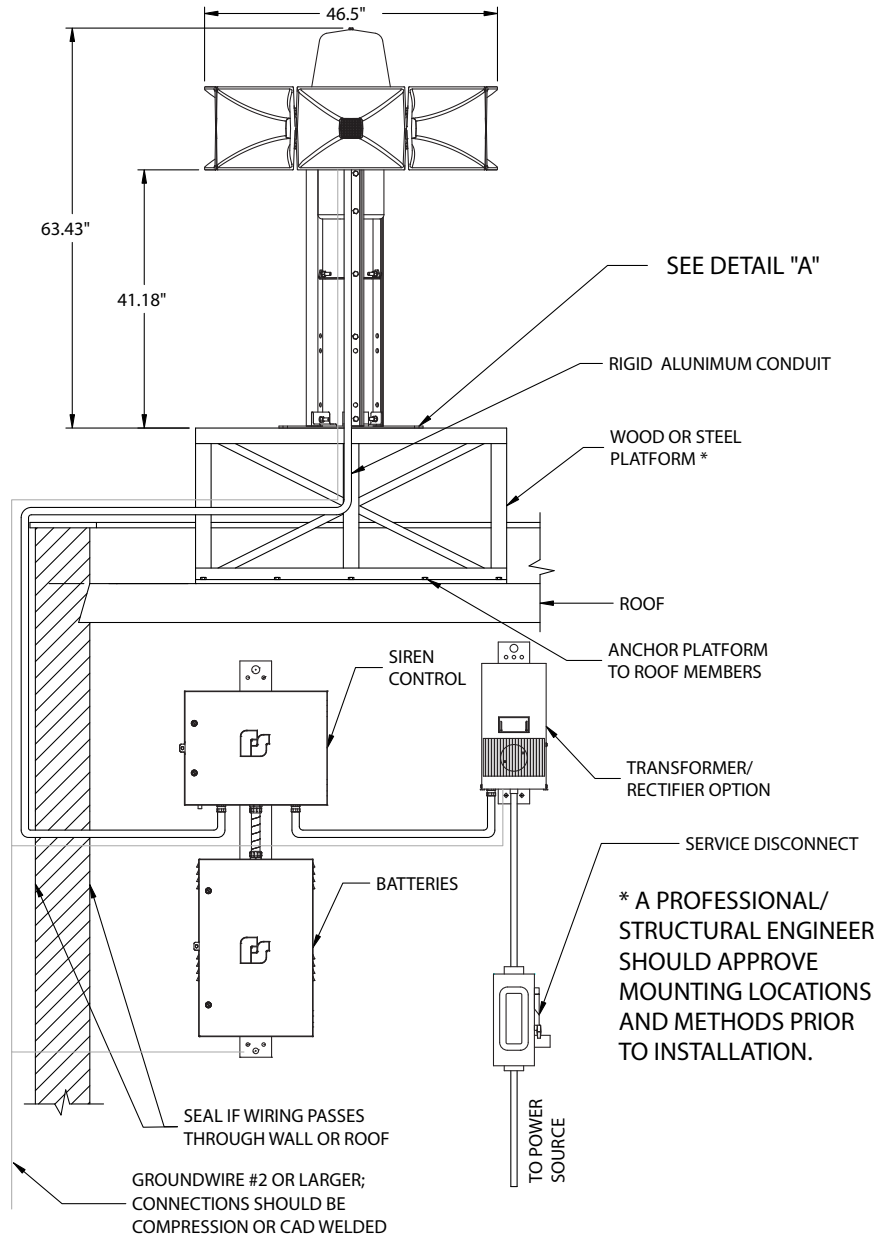 46.5"
63.43"
41.18"
SEE DETAIL "A"
RIGID ALUNIMUM CONDUIT
WOOD OR STEEL
PLATFORM *
ROOF
ANCHOR PLATFORM
TO ROOF MEMBERS
SIREN
CONTROL
TRANSFORMER/
RECTIFIER OPTION
SERVICE DISCONNECT
BATTERIES
* A PROFESSIONAL/
STRUCTURAL ENGINEER
SHOULD APPROVE
MOUNTING LOCATIONS
AND METHODS PRIOR
TO INSTALLATION.
SEAL IF WIRING PASSES
THROUGH WALL OR ROOF
TO POWER
SOURCE
GROUNDWIRE #2 OR LARGER;
CONNECTIONS SHOULD BE
COMPRESSION OR CAD WELDED